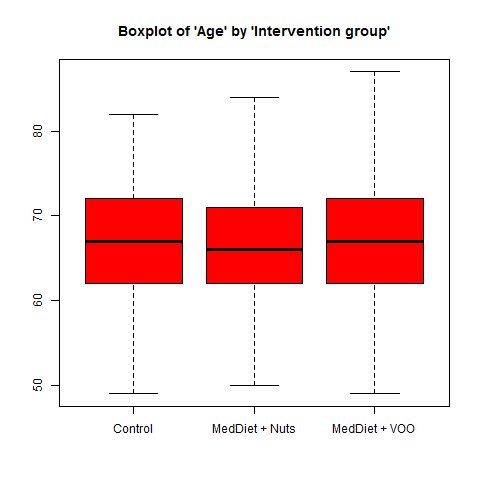 Boxplot of 'Age' by 'Intervention group'
80
70
60
50
Control MedDiet + Nuts MedDiet + VOO